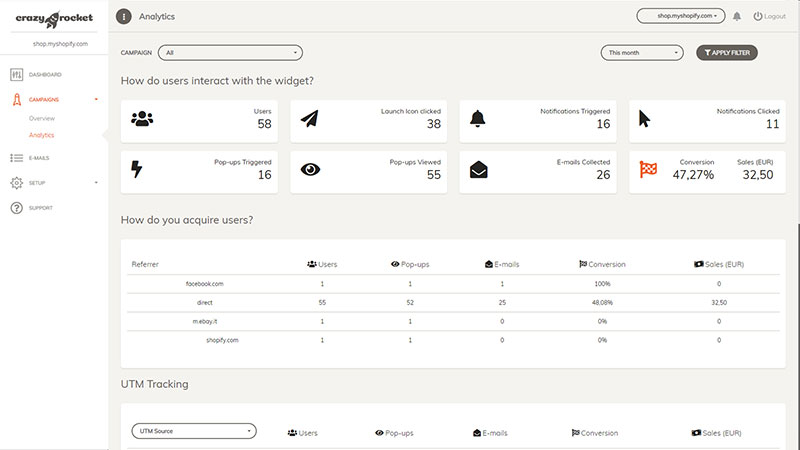 crazy rocket
Analytics
shop.myshopify.com
Logout
shop.myshopify.com
CAMPAIGN All This month APPLY FILTER
DASHBOARD
CAMPAIGNS
Overview
Analytics
E-MAILS
SETUP
SUPPORT
How do users interact with the widget?
Users
58
Launch Icon clicked
38
Notifications Triggered
16
Notifications Clicked
11
Pop-ups Triggered
16
Pop-ups Viewed
55
E-mails Collected
26
Conversion Sales (EUR)
47,27% 32,50
How do you acquire users?
Referrer Users Pop-ups E-mails Conversion Sales (EUR)
facebook.com 1 1 1 100% 0
direct 55 52 25 48,08% 32,50
m.ebay.it 1 1 0 0% 0
shopify.com 1 1 0 0% 0
UTM Tracking
UTM Source Users Pop-ups E-mails Conversion Sales (EUR)